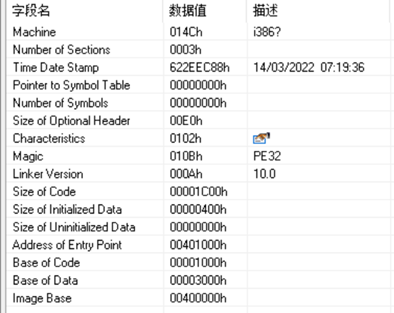 字段名 数据值 描述
Machine 014Ch i386?
Number of Sections 0003h
Time Date Stamp 622EEC88h 14/03/2022 07:19:36
Pointer to Symbol Table 00000000h
Number of Symbols 00000000h
Size of Optional Header 00E0h
Characteristics 0102h
Magic 010Bh PE32
Linker Version 000Ah 10.0
Size of Code 00001C00h
Size of Initialized Data 00000400h
Size of Uninitialized Data 00000000h
Address of Entry Point 00401000h
Base of Code 00001000h
Base of Data 00003000h
Image Base 00400000h